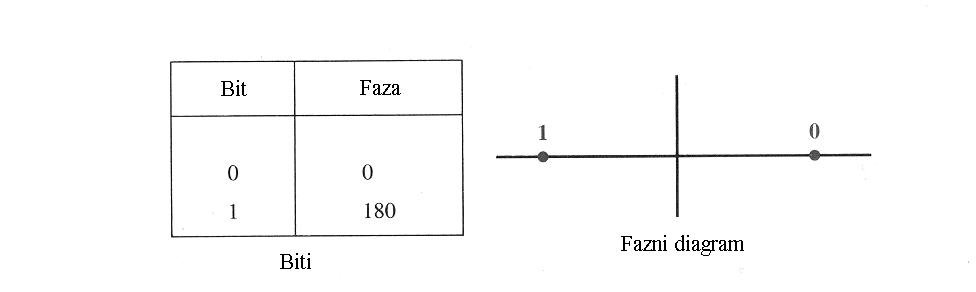 Bit Faza
0 0
1 180
Biti
1 0
Fazni diagram